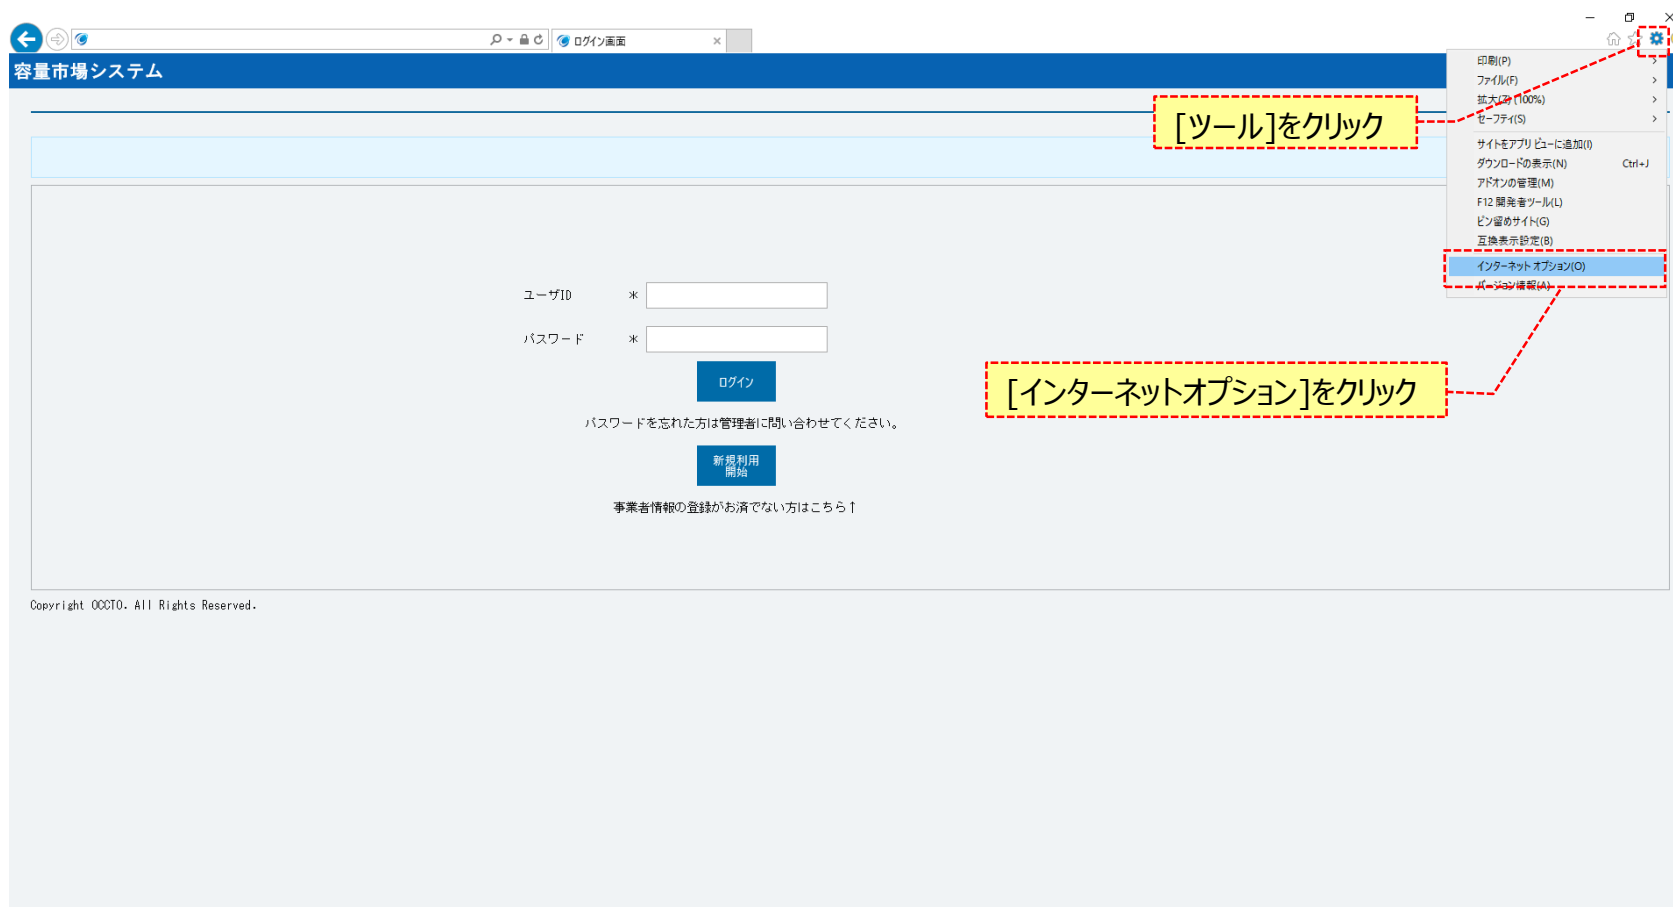 ログイン画面
容量市場システム
印刷(P)
ファイル(F)
拡大(Z) (100%)
セーフティ(S)
[ツール]をクリック
サイトをアプリ ビューに追加(I)
ダウンロードの表示(N) Ctrl+J
アドオンの管理(M)
F12 開発者ツール(L)
ピン留めサイト(G)
互換表示設定(B)
インターネット オプション(O)
バージョン情報(A)
ユーザID *
パスワード *
ログイン
[インターネットオプション]をクリック
パスワードを忘れた方は管理者に問い合わせてください。
新規利用
開始
事業者情報の登録がお済でない方はこちら↑
Copyright OCCTO. All Rights Reserved.